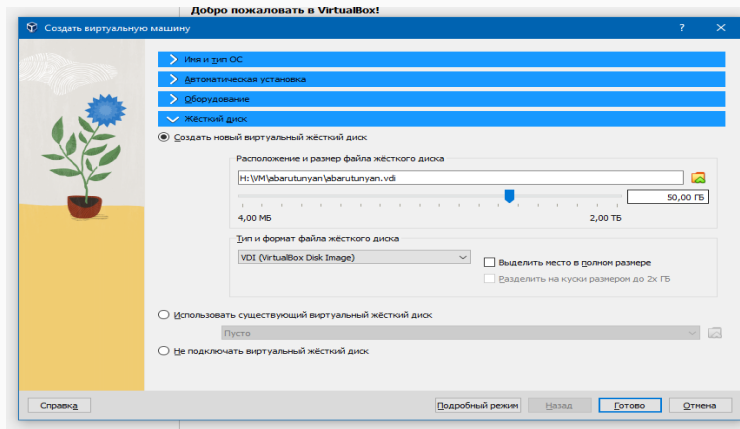 Добро пожаловать в VirtualBox!
Создать виртуальную машину
Имя и тип ОС
Автоматическая установка
Оборудование
Жёсткий диск
Создать новый виртуальный жёсткий диск
Расположение и размер файла жёсткого диска
H:\VM\abarutunyan\abarutunyan.vdi
50,00 ГБ
4,00 МБ 2,00 ТБ
Тип и формат файла жёсткого диска
VDI (VirtualBox Disk Image)
Выделить место в полном размере
Разделить на куски размером до 2х ГБ
Использовать существующий виртуальный жёсткий диск
Пусто
Не подключать виртуальный жёсткий диск
Справка Подробный режим Назад Готово Отмена